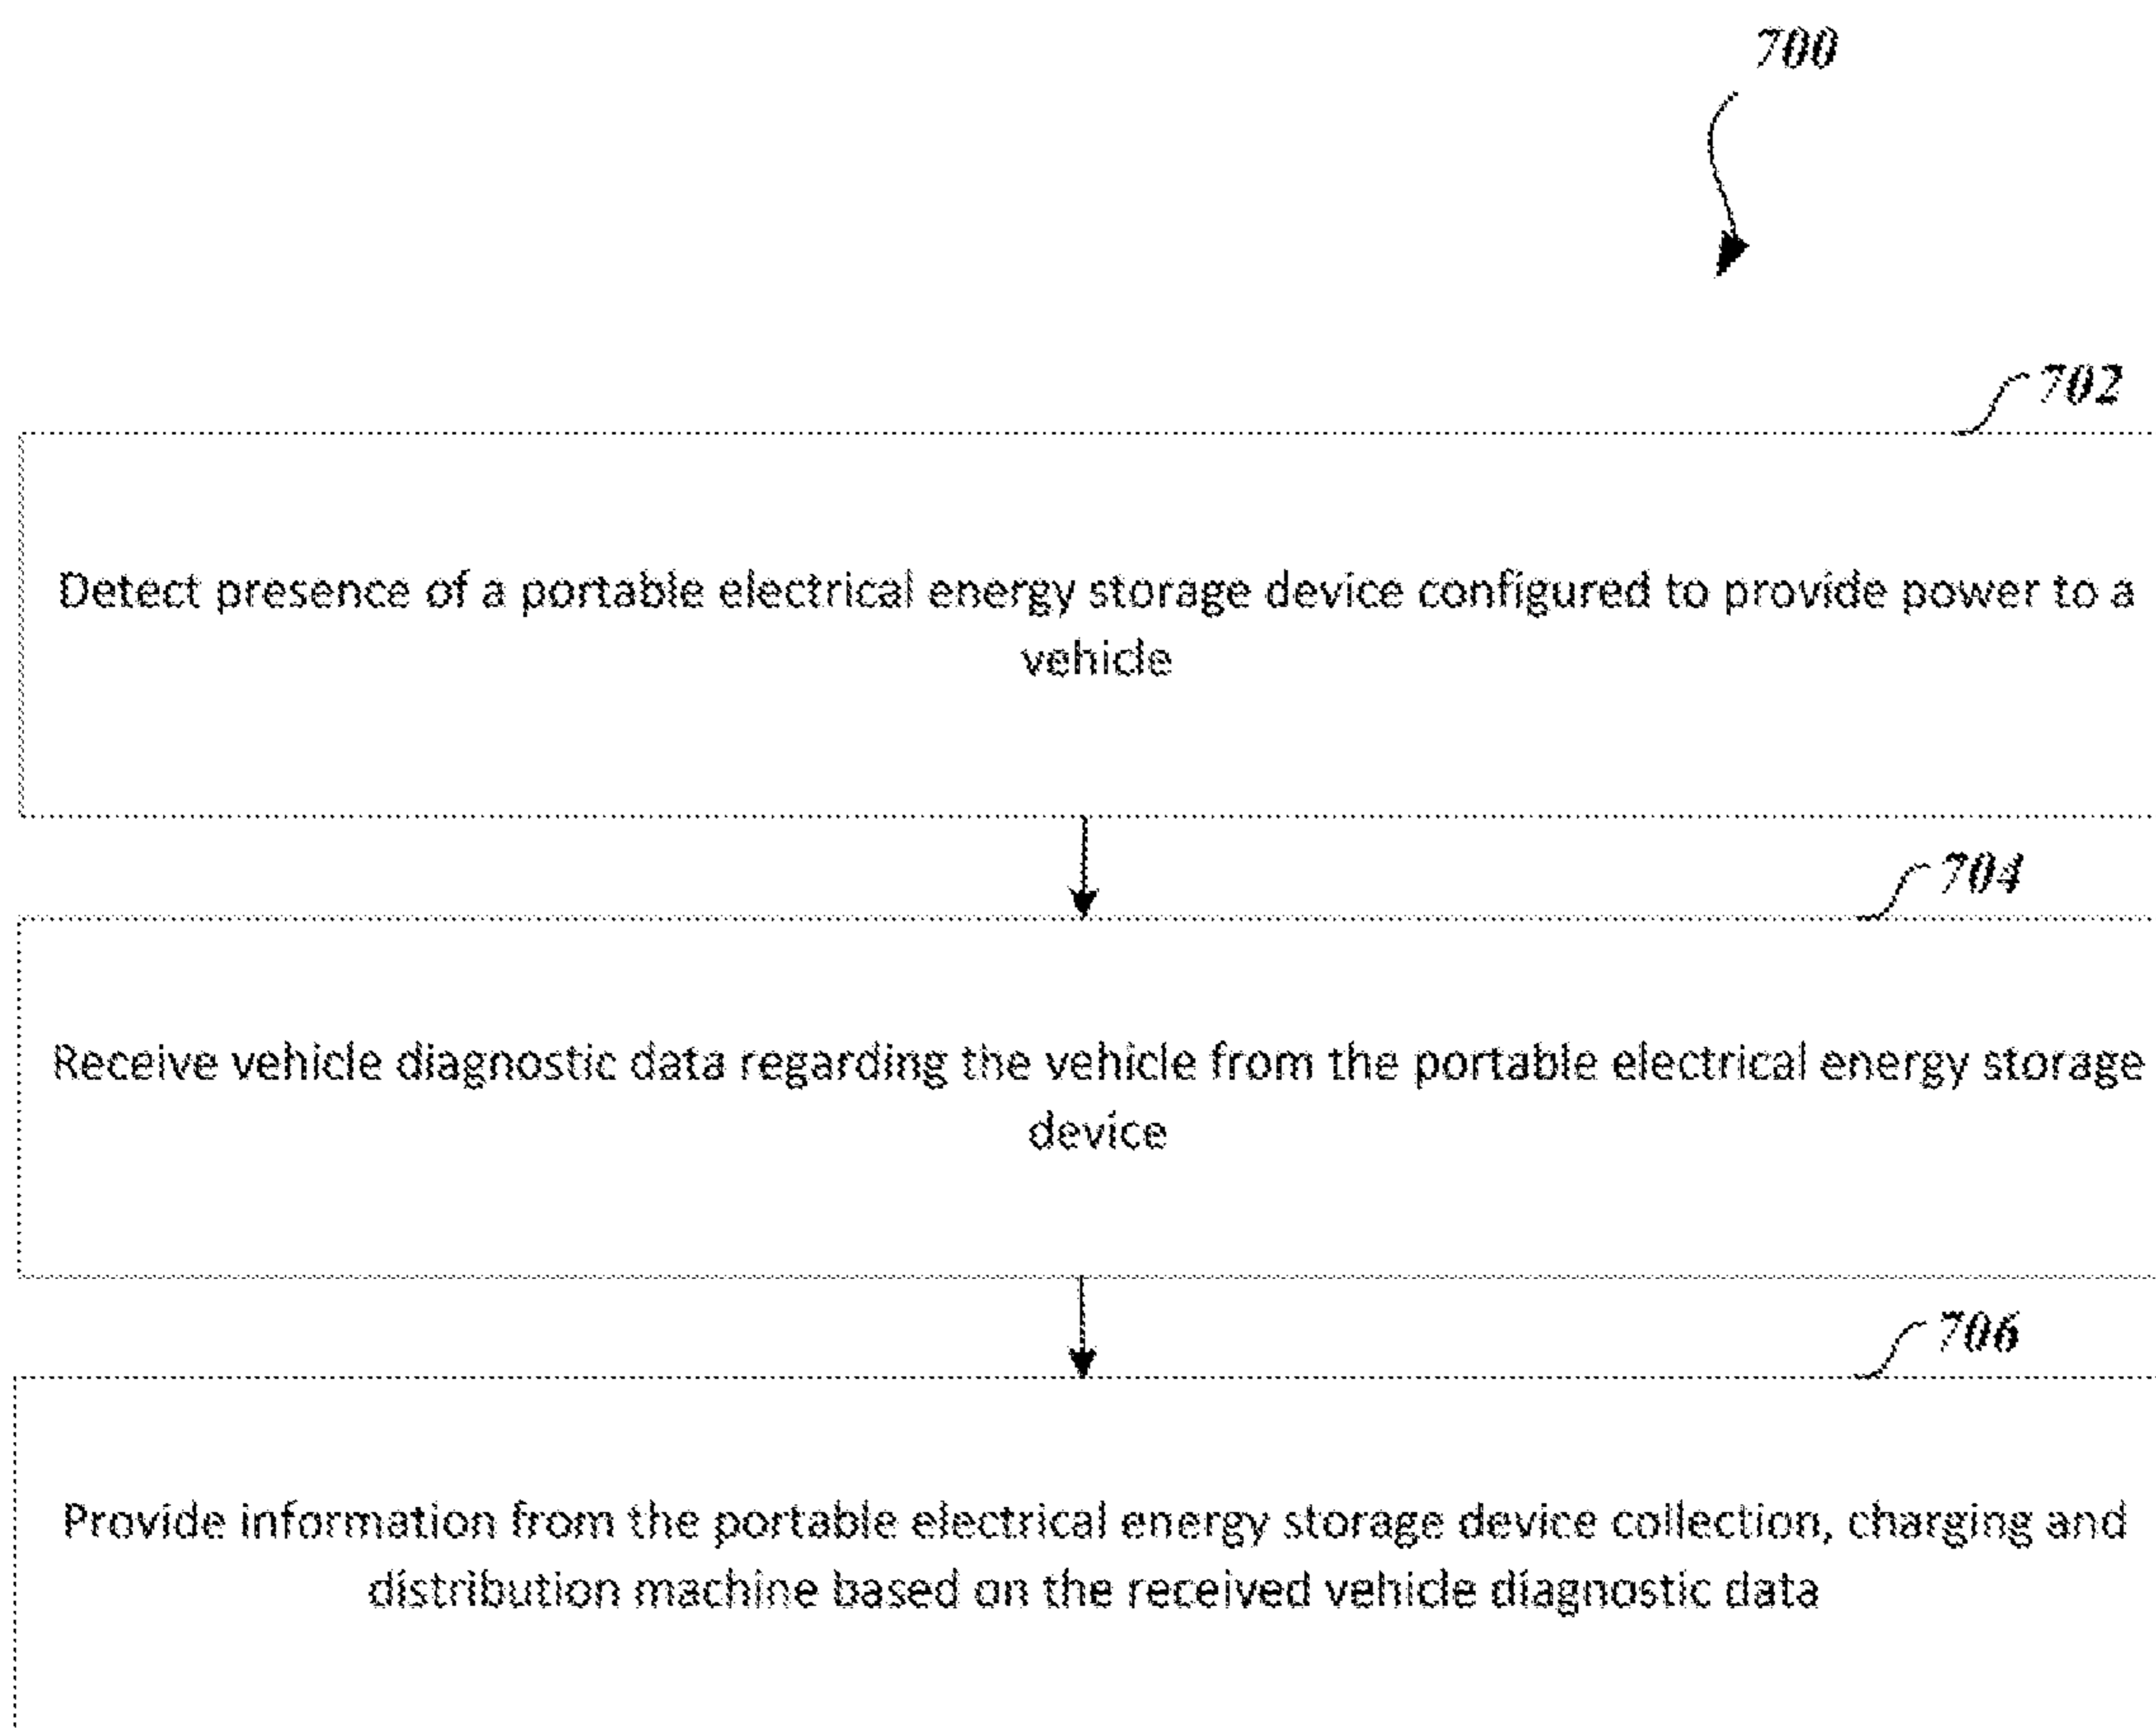 700
702
Detect presence of a portable electrical energy storage device configured to provide power to a
vehicle
704
Receive vehicle diagnostic data regarding the vehicle from the portable electrical energy storage
device
706
Provide information from the portable electrical energy storage device collection, charging and
distribution machine based on the received vehicle diagnostic data